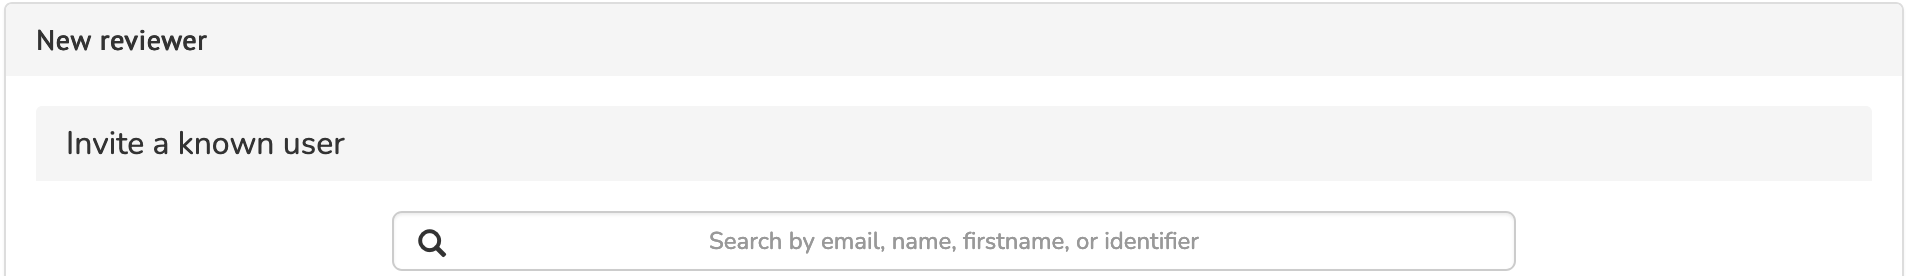 New reviewer
Invite a known user
Search by email, name, firstname, or identifier